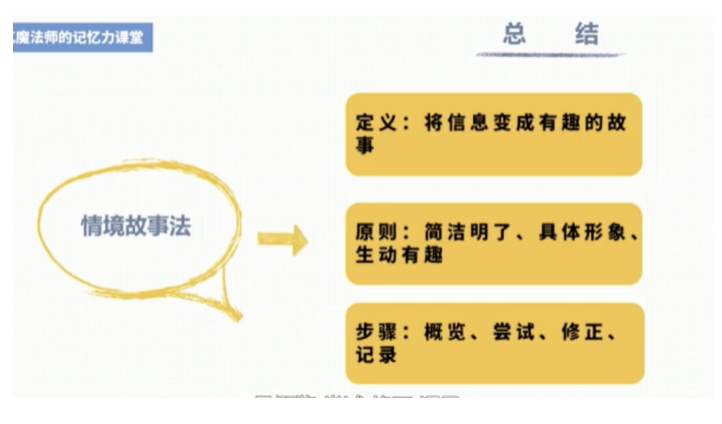 魔法师的记忆力课堂
总 结
定义：将信息变成有趣的故
事
情境故事法
原则：简洁明了、具体形象、
生动有趣
步骤：概览、尝试、修正、
记录